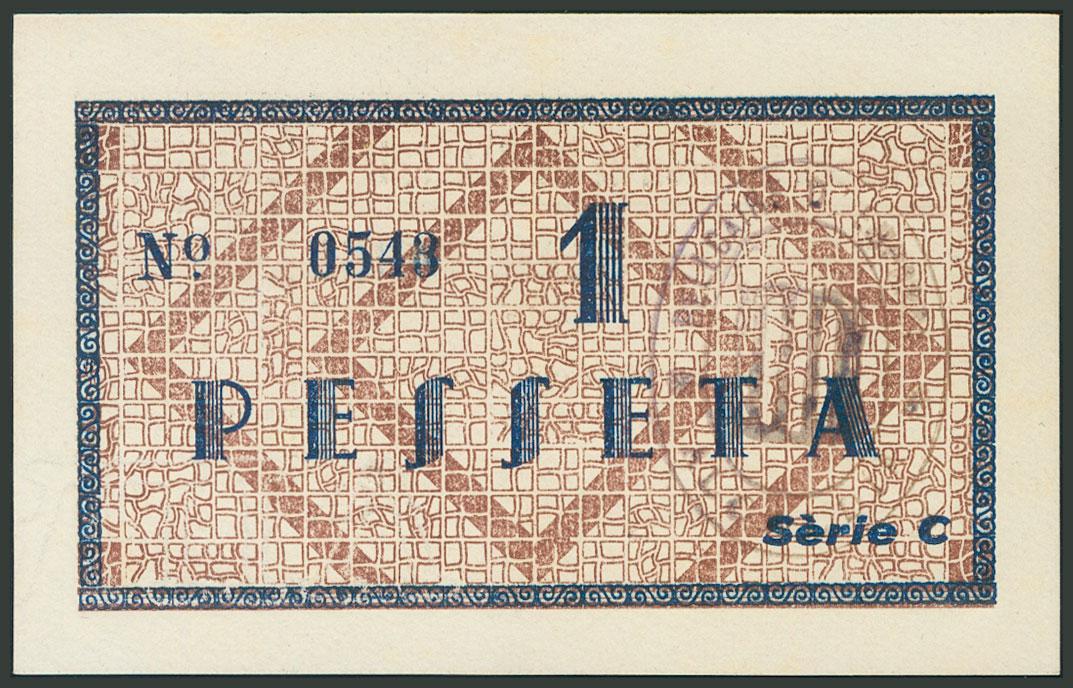 Nº 0543 1
PESSETA
Sèrie C